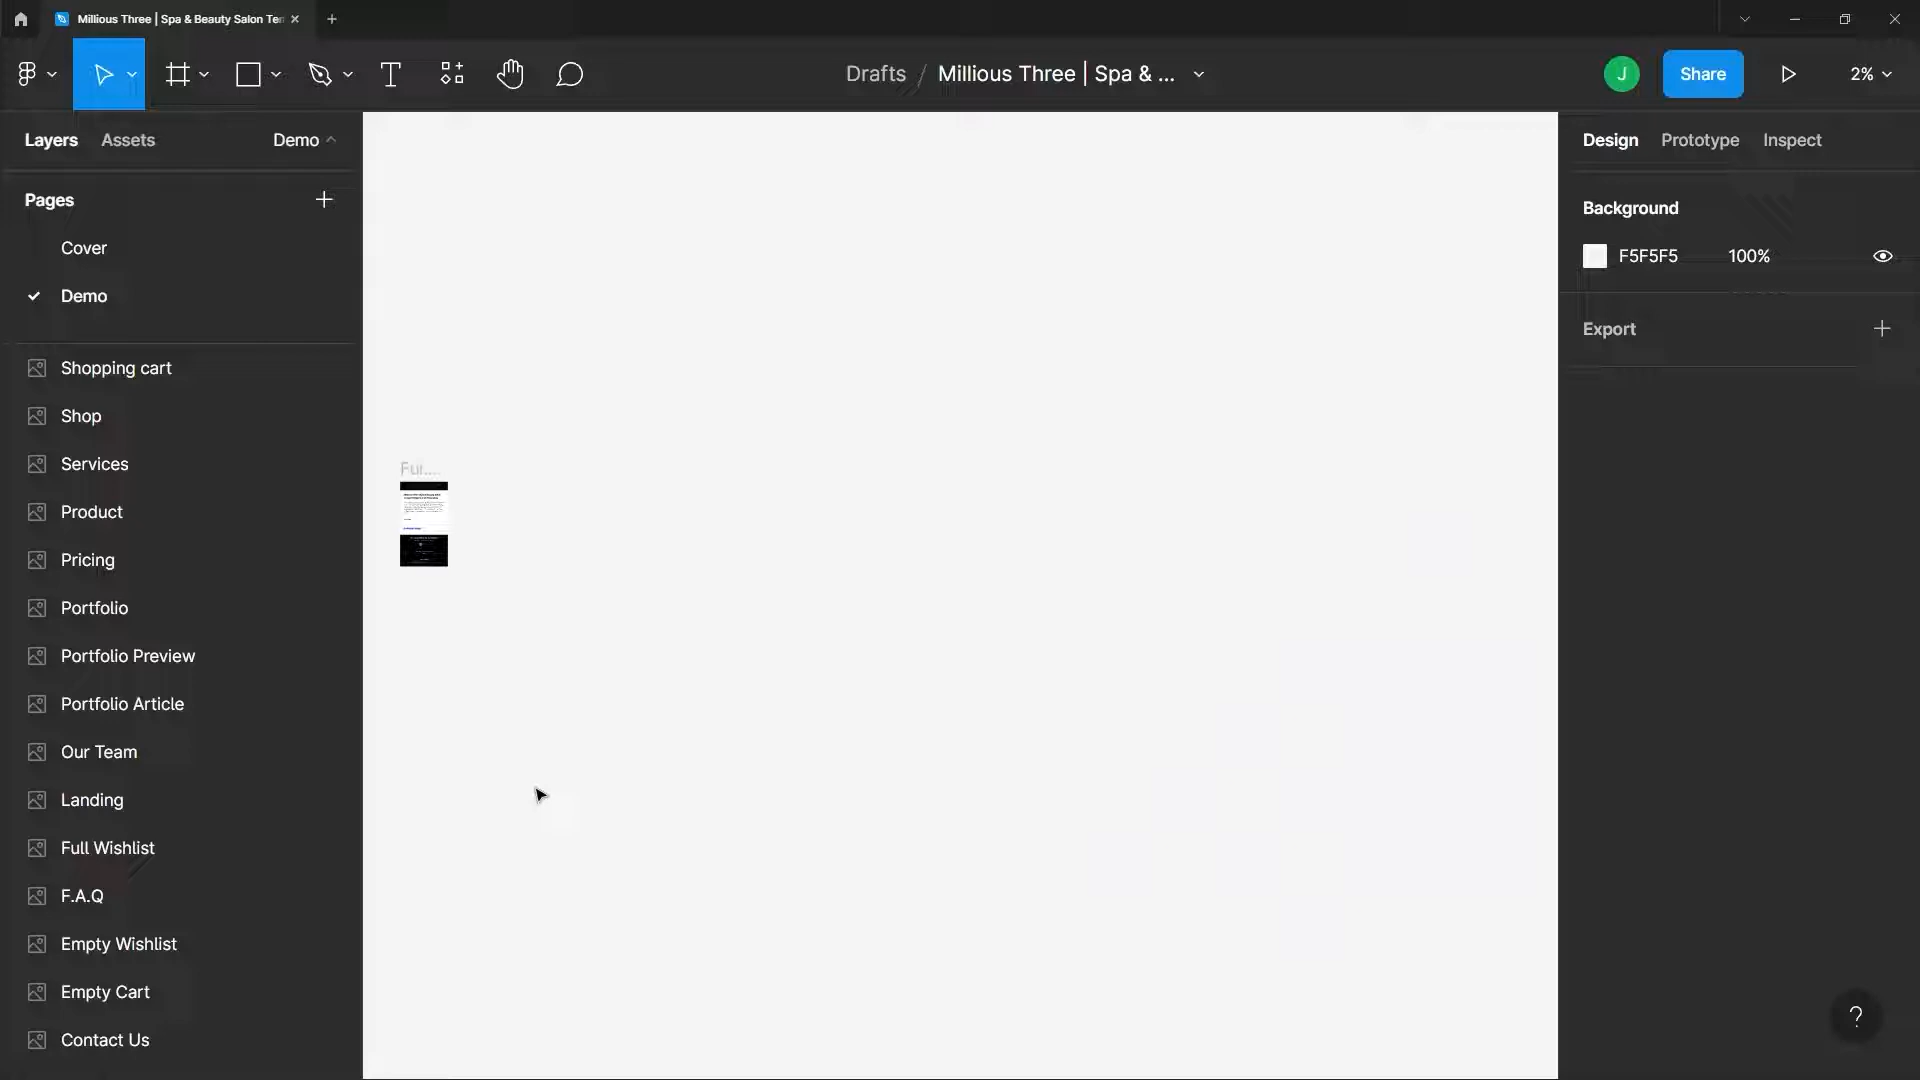 Millious Three | Spa & Beauty Salon Ten
Drafts / Millious Three | Spa & ...
J
Share
2%
Layers
Assets
Demo
Pages
Cover
Demo
Shopping cart
Shop
Services
Product
Pricing
Portfolio
Portfolio Preview
Portfolio Article
Our Team
Landing
Full Wishlist
F.A.Q
Empty Wishlist
Empty Cart
Contact Us
Design
Prototype
Inspect
Background
F5F5F5
100%
Export
?